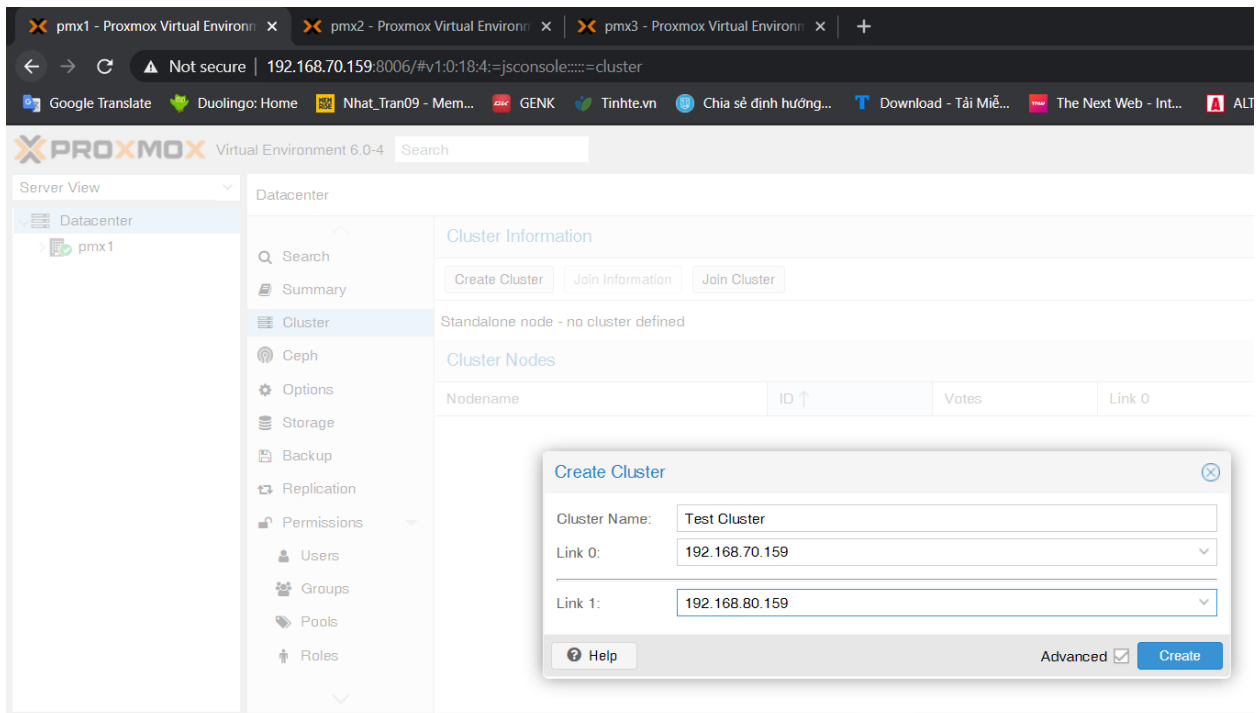 pmx1 - Proxmox Virtual Environm
pmx2 - Proxmox Virtual Environm
pmx3 - Proxmox Virtual Environm
Not secure | 192.168.70.159:8006/#v1:0:18:4:=jsconsole:::::=cluster
Google Translate
Duolingo: Home
Nhat_Tran09 - Mem...
GENK
Tinhte.vn
Chia sẻ định hướng...
Download - Tải Miễ...
The Next Web - Int...
ALT
PROXMOX Virtual Environment 6.0-4 Search
Server View
Datacenter
pmx1
Datacenter
Search
Summary
Cluster
Ceph
Options
Storage
Backup
Replication
Permissions
Users
Groups
Pools
Roles
Cluster Information
Create Cluster Join Information Join Cluster
Standalone node - no cluster defined
Cluster Nodes
Nodename ID ↑ Votes Link 0
Create Cluster
Cluster Name: Test Cluster
Link 0: 192.168.70.159
Link 1: 192.168.80.159
Help Advanced Create